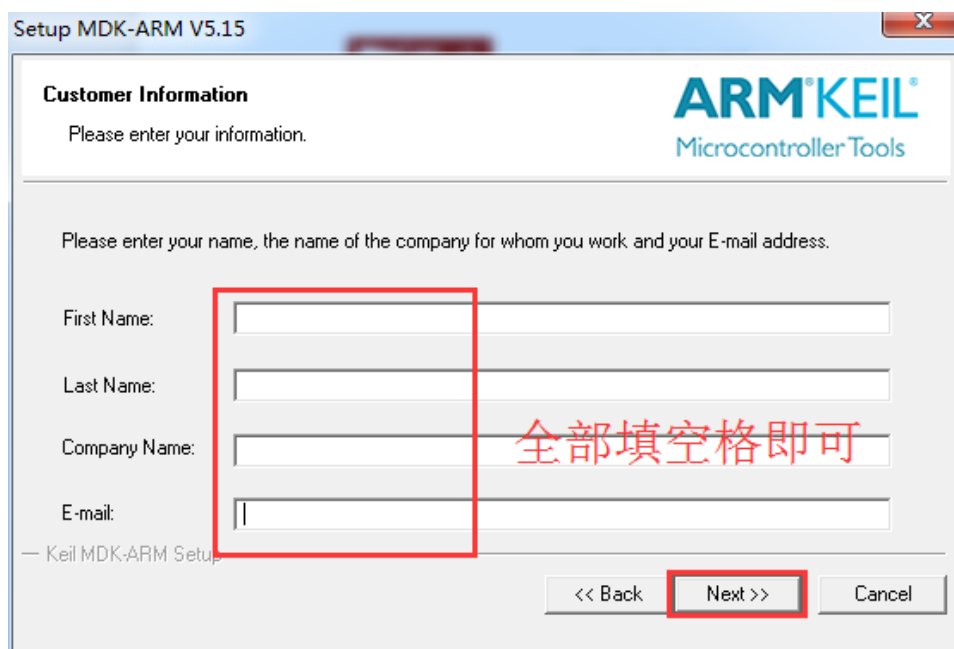 Setup MDK-ARM V5.15
x
Customer Information
Please enter your information.
ARM®KEIL®
Microcontroller Tools
Please enter your name, the name of the company for whom you work and your E-mail address.
First Name:
Last Name:
Company Name:
全部填空格即可
E-mail:
Keil MDK-ARM Setup
<< Back
Next >>
Cancel